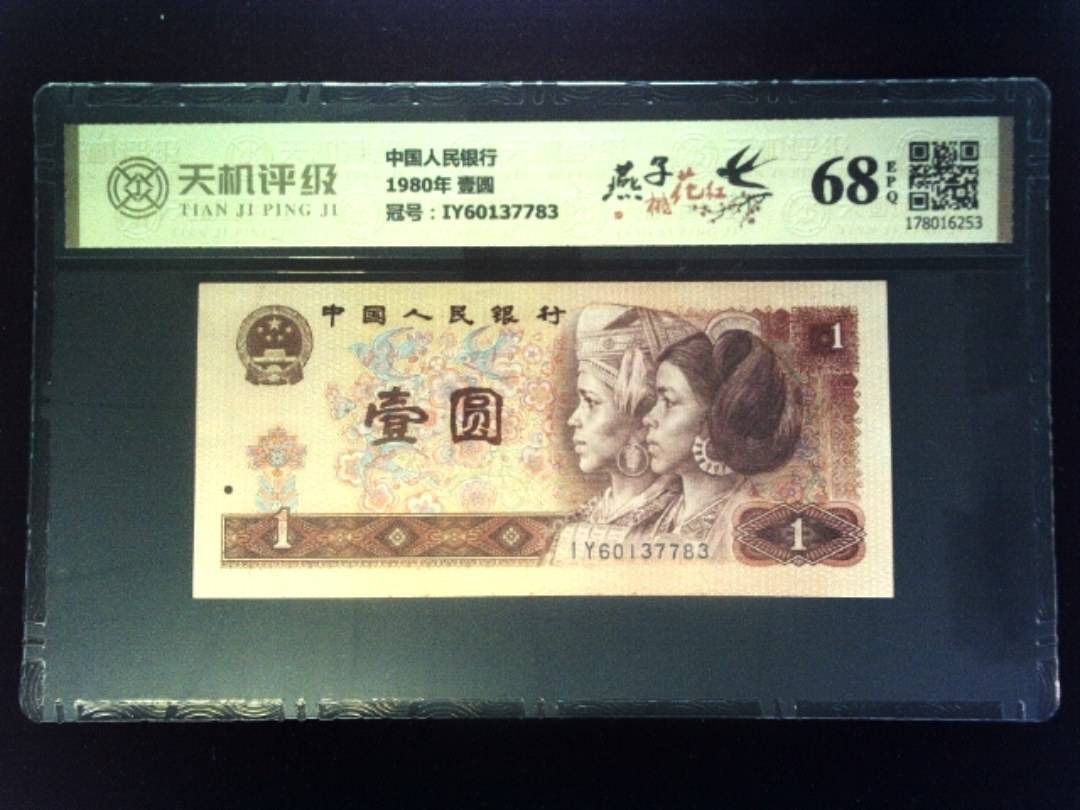 天机评级
TIAN JI PING JI
中国人民银行
1980年 壹圆
冠号：IY60137783
燕子
桃花红
68
EPQ
178016253
中国人民银行
壹圆
1
1
1
IY60137783